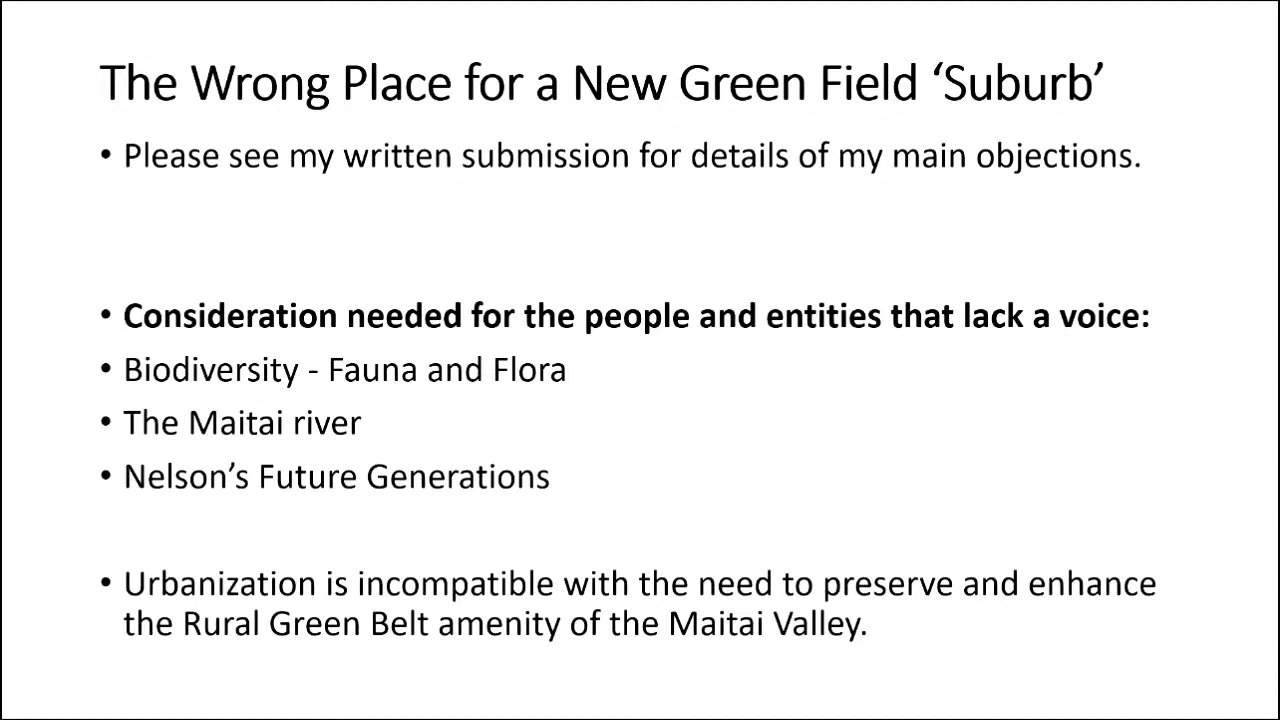 The Wrong Place for a New Green Field ‘Suburb’
• Please see my written submission for details of my main objections.
• Consideration needed for the people and entities that lack a voice:
• Biodiversity - Fauna and Flora
• The Maitai river
• Nelson’s Future Generations
• Urbanization is incompatible with the need to preserve and enhance
the Rural Green Belt amenity of the Maitai Valley.